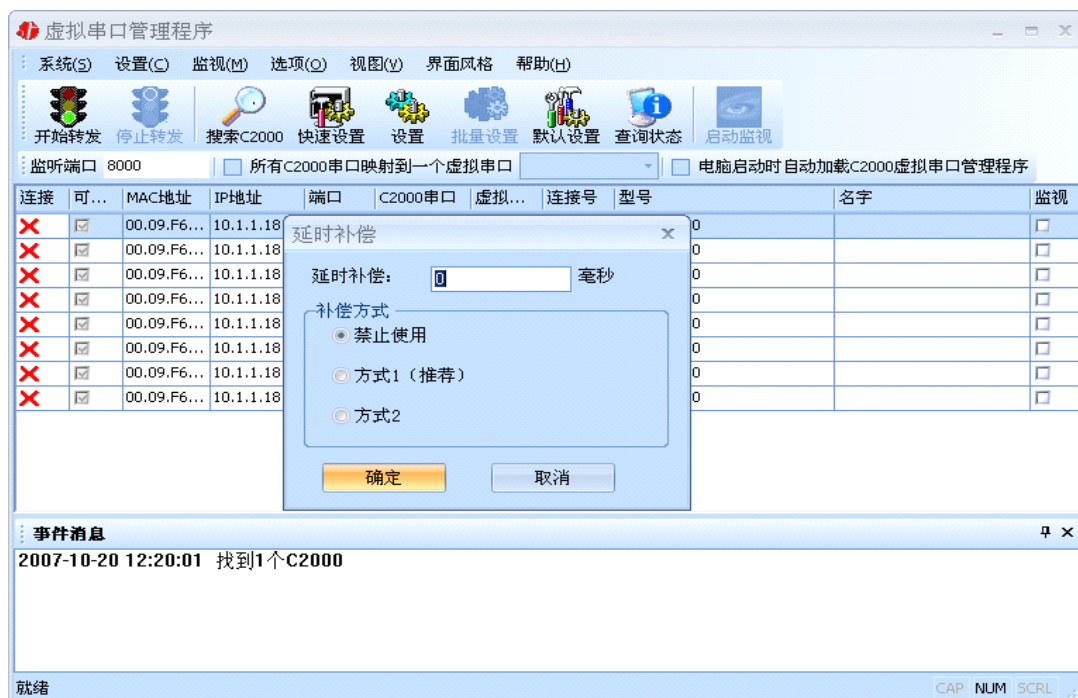 虚拟串口管理程序
系统(S) 设置(C) 监视(M) 选项(O) 视图(V) 界面风格 帮助(H)
开始转发 停止转发 搜索C2000 快速设置 设置 批量设置 默认设置 查询状态 启动监视
监听端口 8000 所有C2000串口映射到一个虚拟串口 电脑启动时自动加载C2000虚拟串口管理程序
连接 可... MAC地址 IP地址 端口 C2000串口 虚拟... 连接号 型号 名字 监视
00.09.F6... 10.1.1.18 0
00.09.F6... 10.1.1.18 0
00.09.F6... 10.1.1.18 0
00.09.F6... 10.1.1.18 0
00.09.F6... 10.1.1.18 0
00.09.F6... 10.1.1.18 0
00.09.F6... 10.1.1.18 0
00.09.F6... 10.1.1.18 0
延时补偿
延时补偿: 0 毫秒
补偿方式
禁止使用
方式1（推荐）
方式2
确定 取消
事件消息
2007-10-20 12:20:01 找到1个C2000
就绪 CAP NUM SCRL